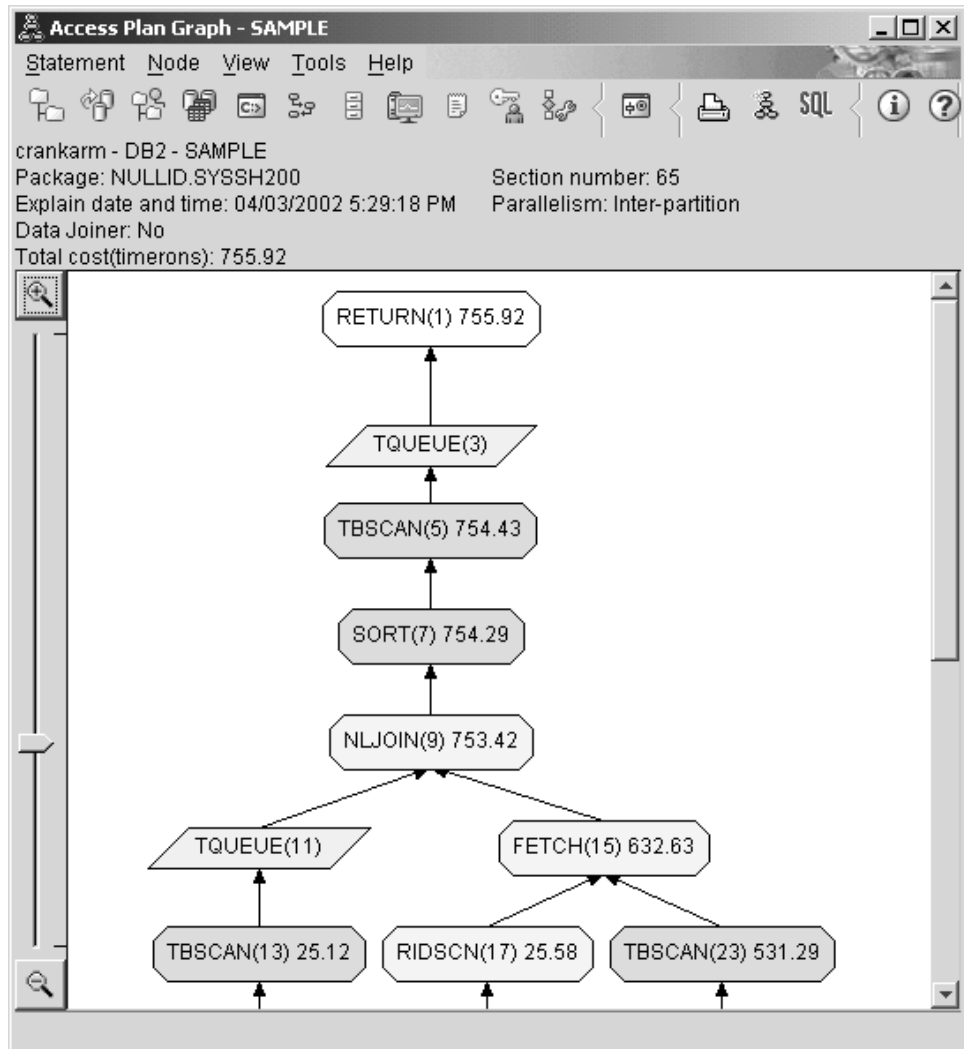 Access Plan Graph - SAMPLE
Statement Node View Tools Help
C:> SQL i ?
crankarm - DB2 - SAMPLE
Package: NULLID.SYSSH200 Section number: 65
Explain date and time: 04/03/2002 5:29:18 PM Parallelism: Inter-partition
Data Joiner: No
Total cost(timerons): 755.92
RETURN(1) 755.92
TQUEUE(3)
TBSCAN(5) 754.43
SORT(7) 754.29
NLJOIN(9) 753.42
TQUEUE(11) FETCH(15) 632.63
TBSCAN(13) 25.12 RIDSCN(17) 25.58 TBSCAN(23) 531.29